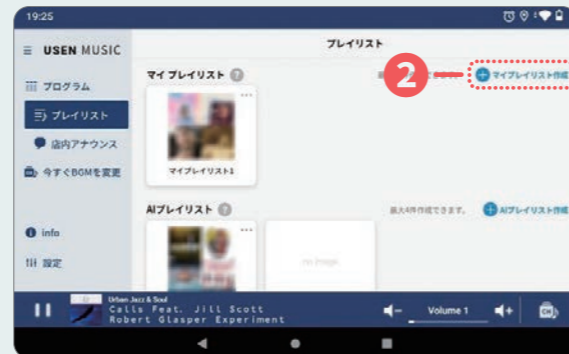 19:25
USEN MUSIC
プレイリスト
プログラム
プレイリスト
店内アナウンス
今すぐBGMを変更
info
設定
マイ プレイリスト ?
2
マイプレイリスト作成
マイプレイリスト1
AIプレイリスト ?
最大4件作成できます。
AIプレイリスト作成
no image
Urban Jazz & Soul
Calls Feat. Jill Scott
Robert Glasper Experiment
Volume 1
CH